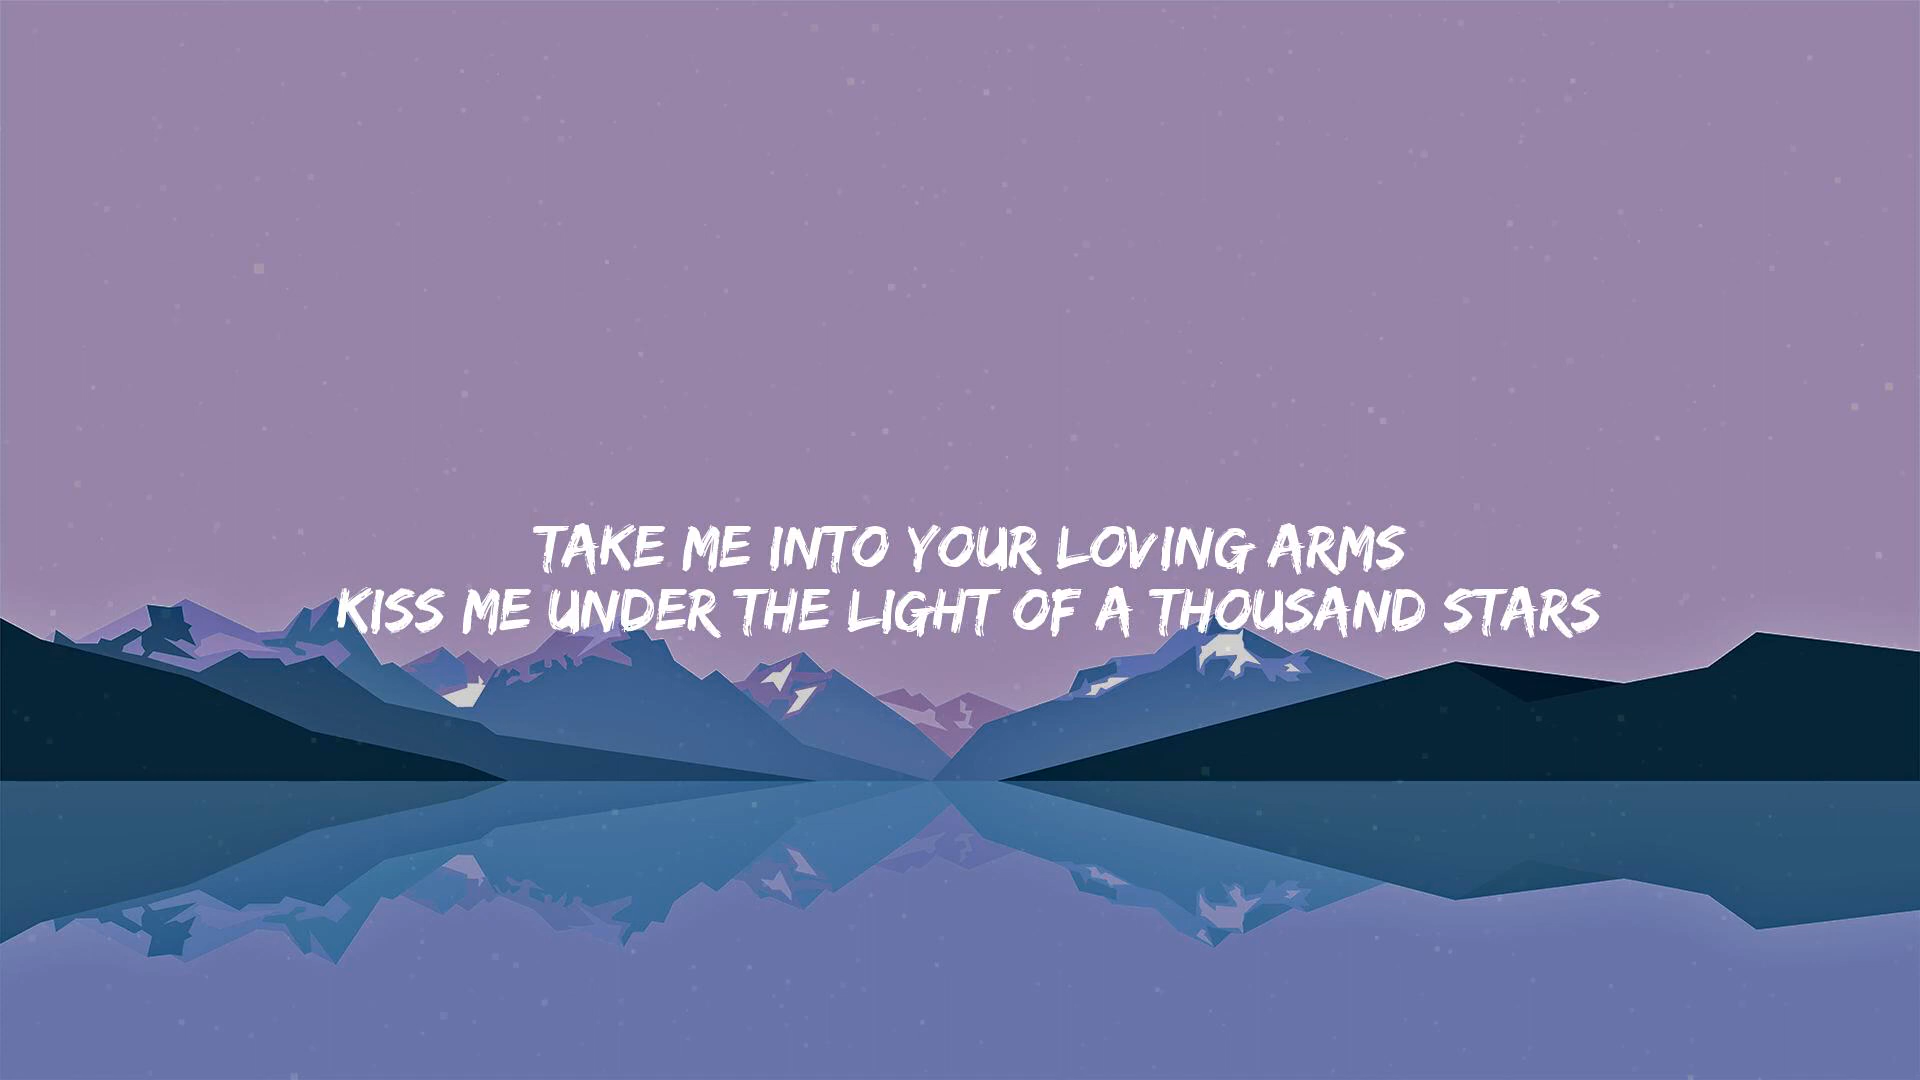 TAKE ME INTO YOUR LOVING ARMS
KISS ME UNDER THE LIGHT OF A THOUSAND STARS